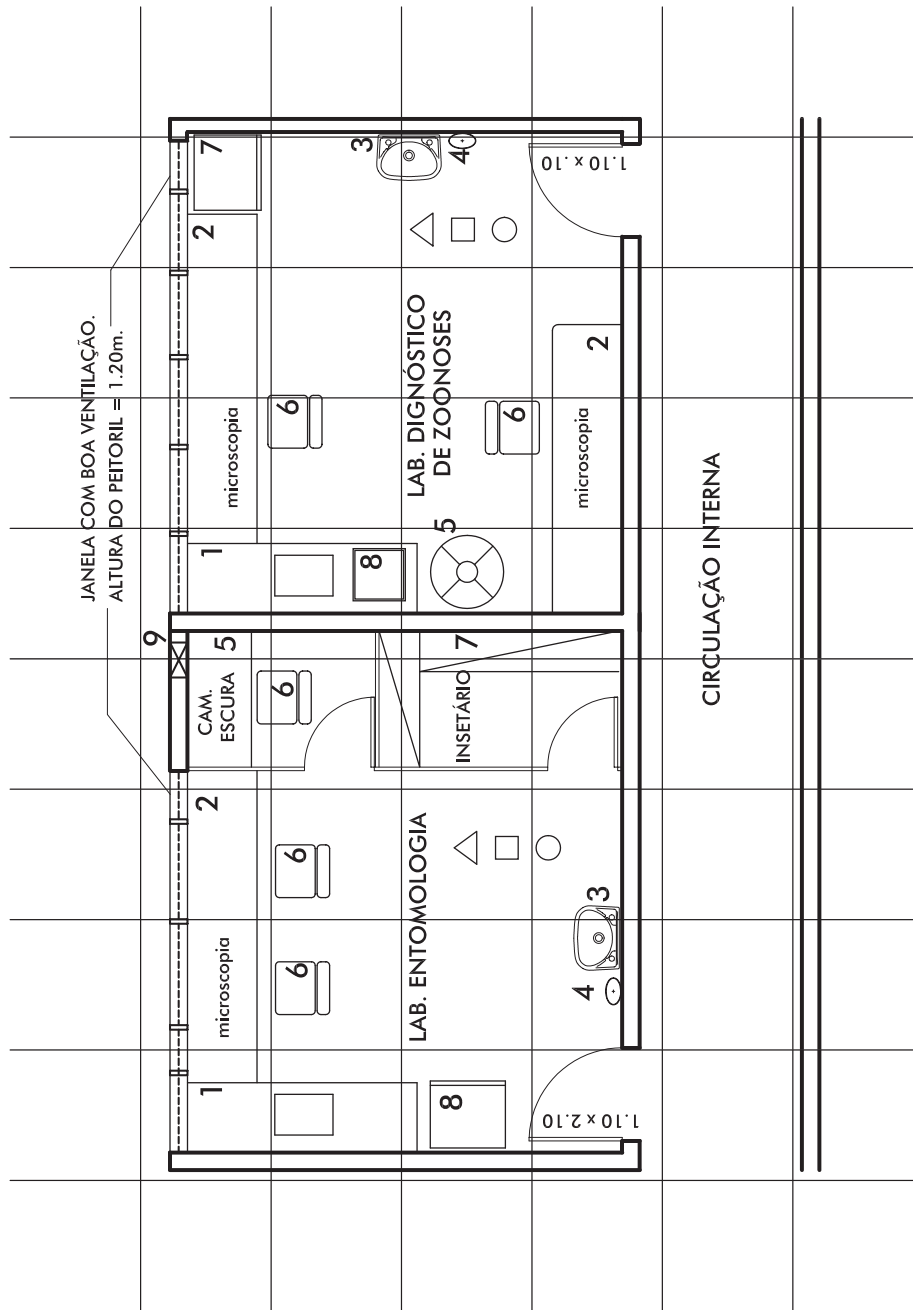 JANELA COM BOA VENTILAÇÃO.
ALTURA DO PEITORIL = 1.20m.
1
microscopia
2
6
6
LAB. ENTOMOLOGIA
8
4
3
1.10 x 2.10
9
CAM.
ESCURA
5
6
INSETÁRIO
7
1
microscopia
2
7
8
6
3
4
LAB. DIGNÓSTICO
DE ZOONOSES
5
6
microscopia
2
1.10 x .10
CIRCULAÇÃO INTERNA